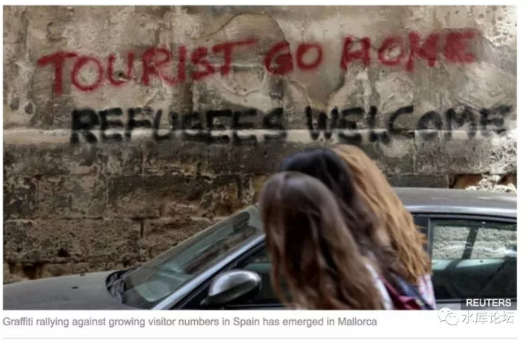 TOURIST GO HOME
REFUGEES WELCOME
REUTERS
水库论坛
Graffiti rallying against growing visitor numbers in Spain has emerged in Mallorca